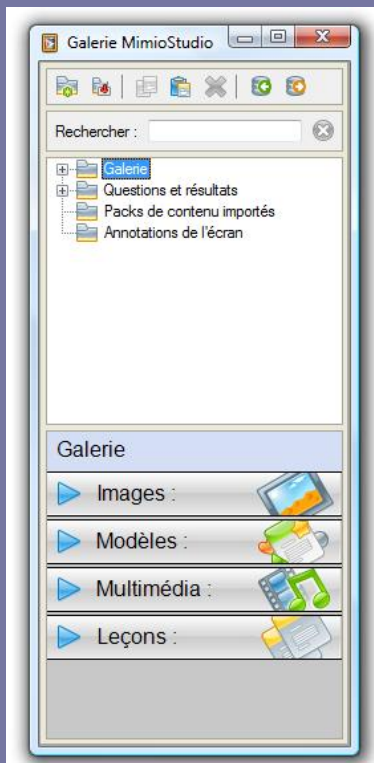 Galerie MimioStudio
Rechercher :
Galerie
Questions et résultats
Packs de contenu importés
Annotations de l'écran
Galerie
Images :
Modèles :
Multimédia :
Leçons :